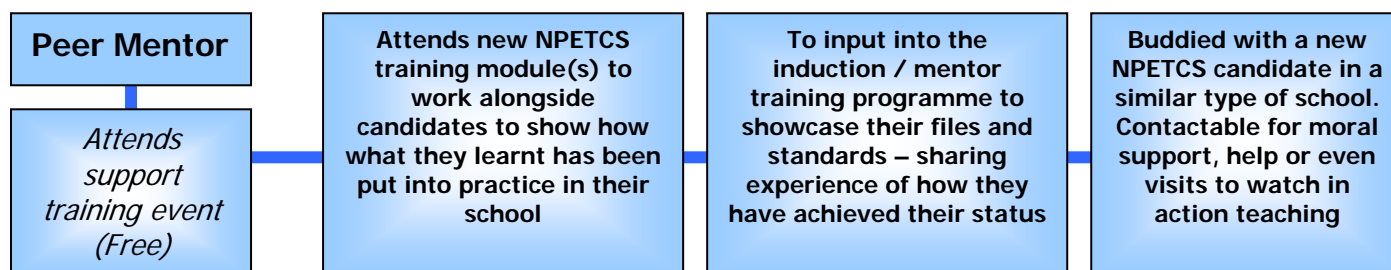 Peer Mentor
Attends
support
training event
(Free)
Attends new NPETCS
training module(s) to
work alongside
candidates to show how
what they learnt has been
put into practice in their
school
To input into the
induction / mentor
training programme to
showcase their files and
standards – sharing
experience of how they
have achieved their status
Buddied with a new
NPETCS candidate in a
similar type of school.
Contactable for moral
support, help or even
visits to watch in
action teaching